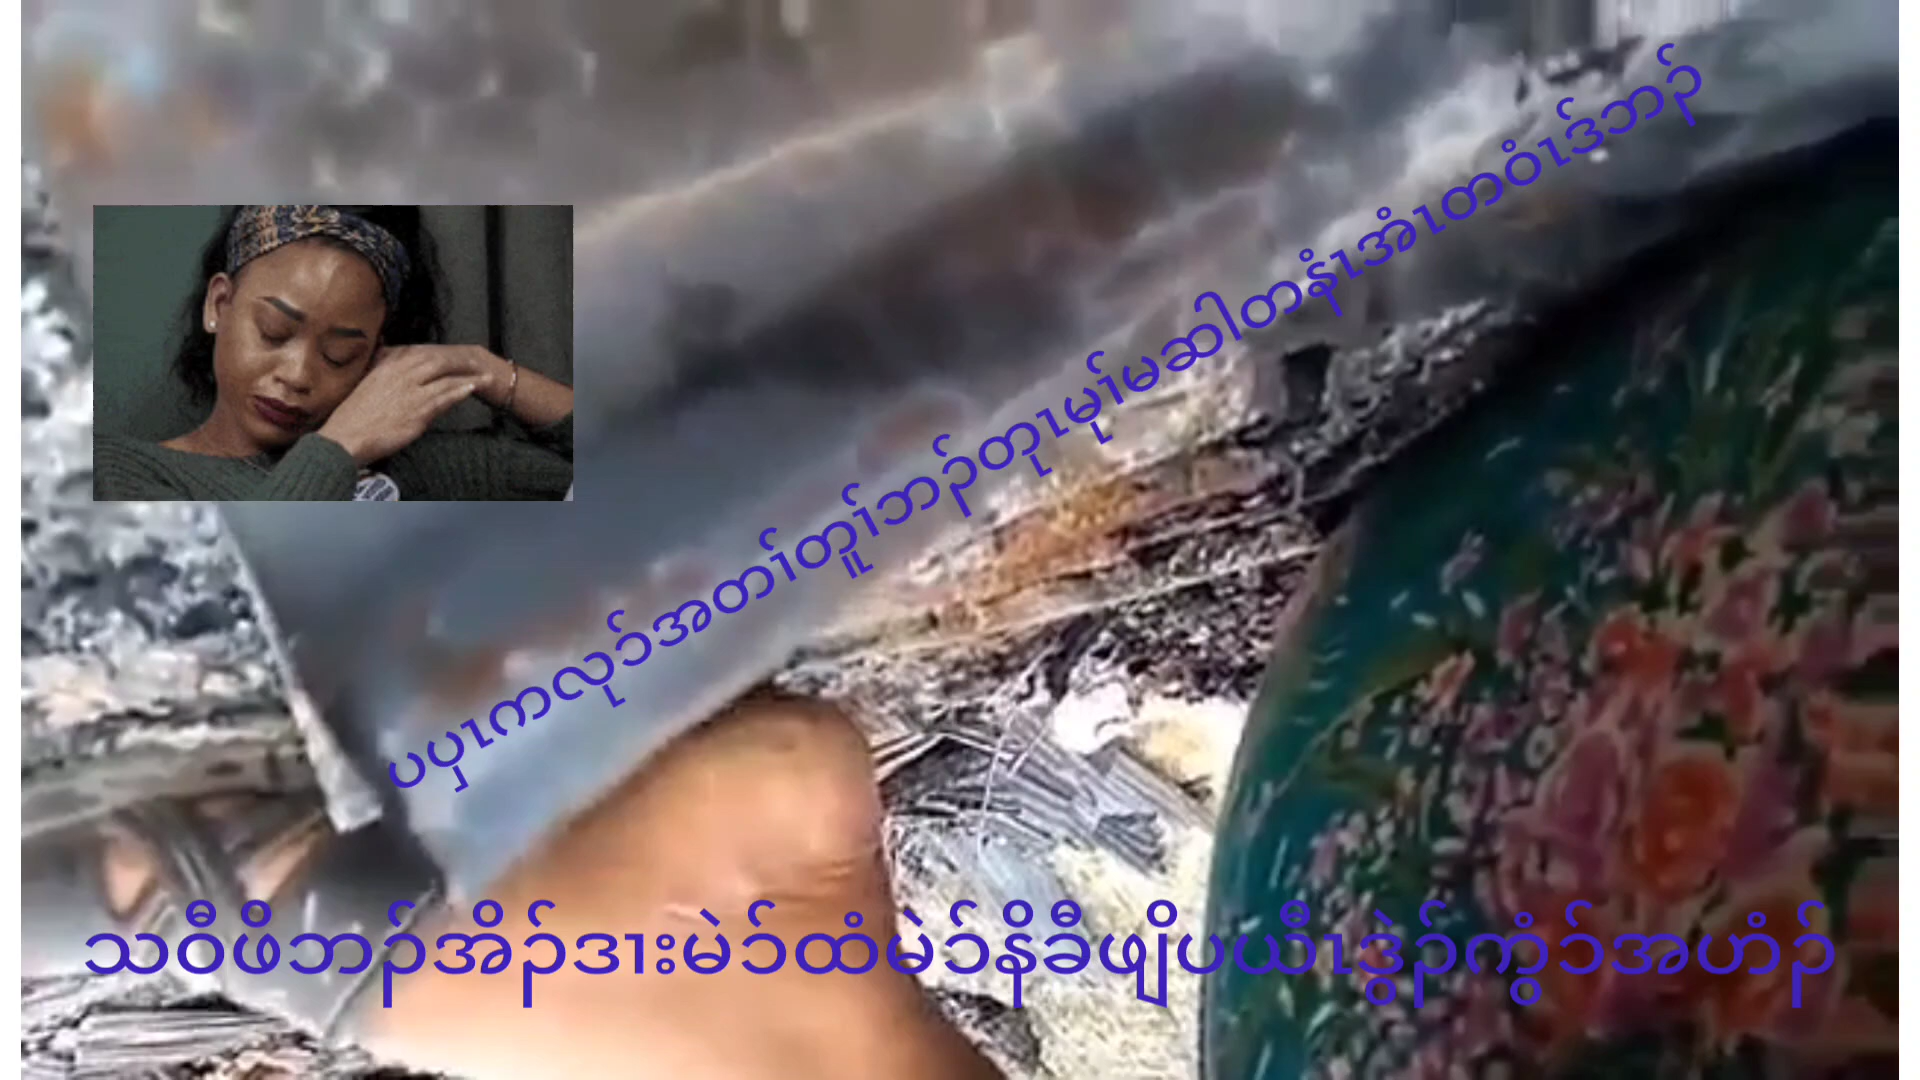 ပပှၤကလုာ်အတၢ်တူၢ်ဘၣ်တုၤမုၢ်မဆါတနံၤအံၤတဝံၤဒ်ဘၣ်
သဝီဖိဘၣ်အိၣ်ဒၢးမဲာ်ထံမဲာ်နိခီဖျိပယီၤဒွဲၣ်ကွံာ်အဟံၣ်